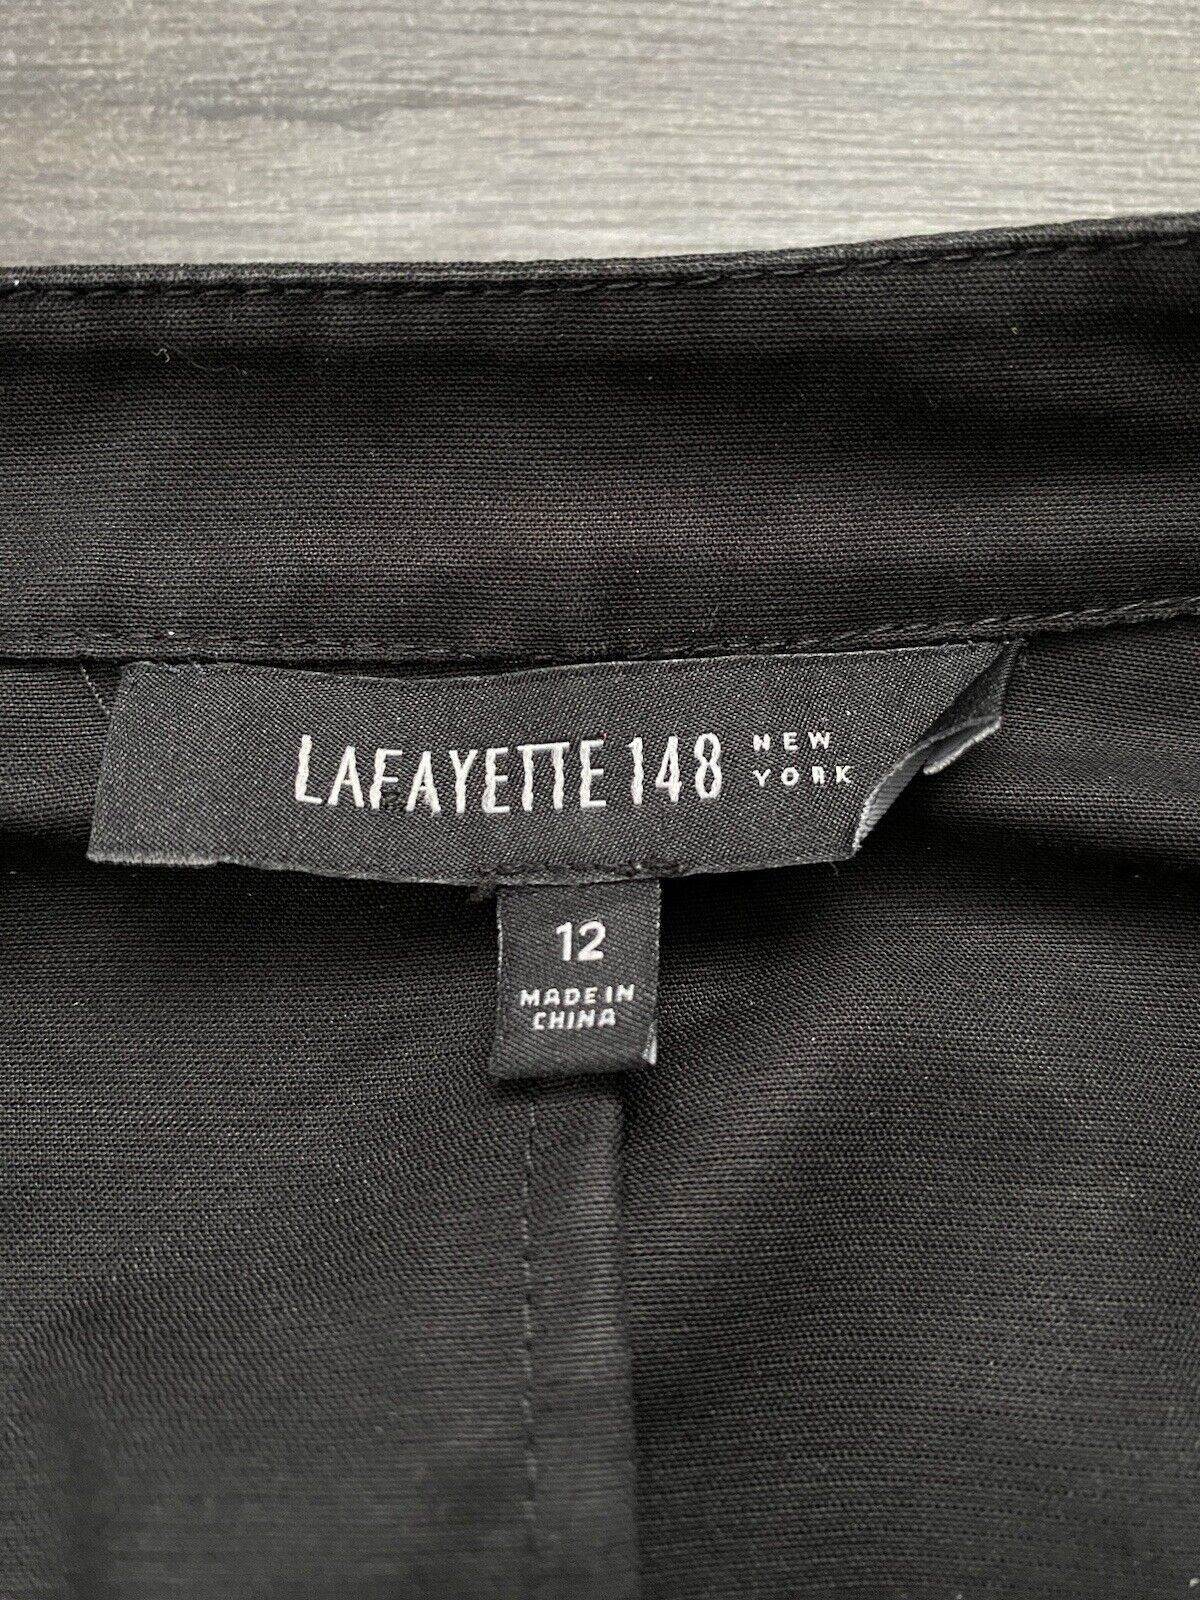 LAFAYETTE 148 NEW YORK
12
MADE IN
CHINA